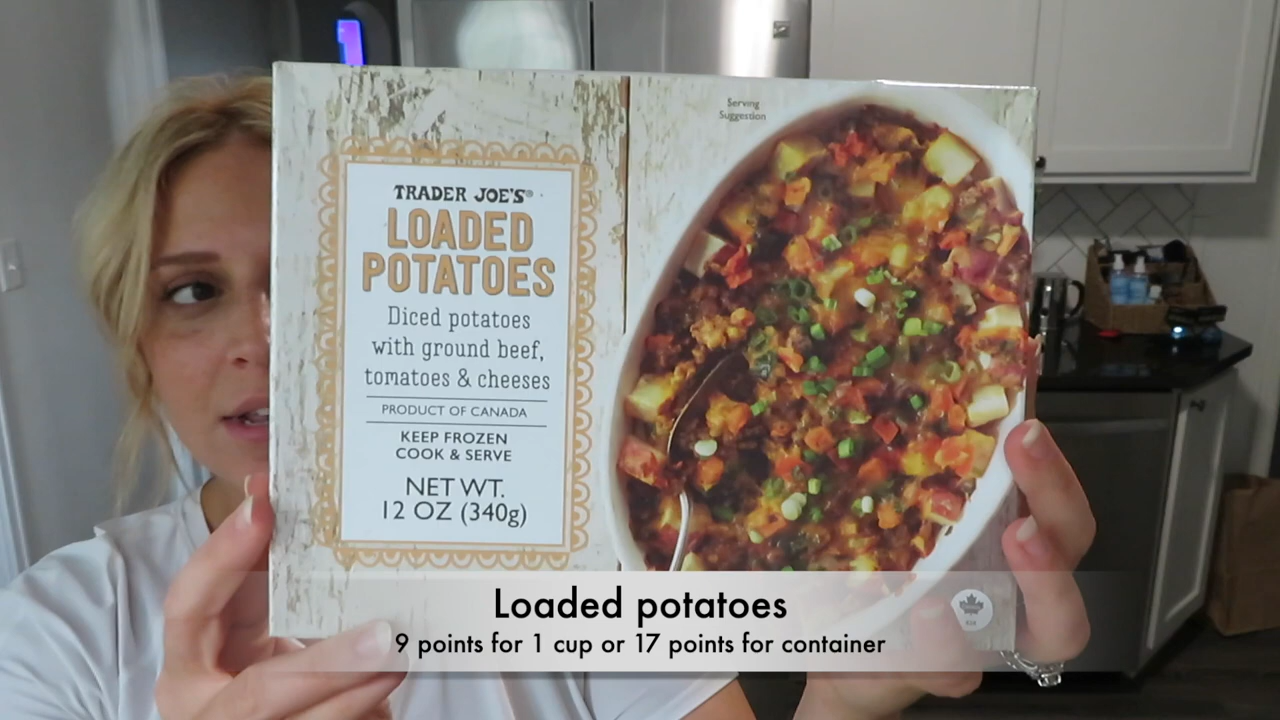 Serving
Suggestion
TRADER JOE'S®
LOADED
POTATOES
Diced potatoes
with ground beef,
tomatoes & cheeses
PRODUCT OF CANADA
KEEP FROZEN
COOK & SERVE
NET WT.
12 OZ (340g)
Loaded potatoes
9 points for 1 cup or 17 points for container